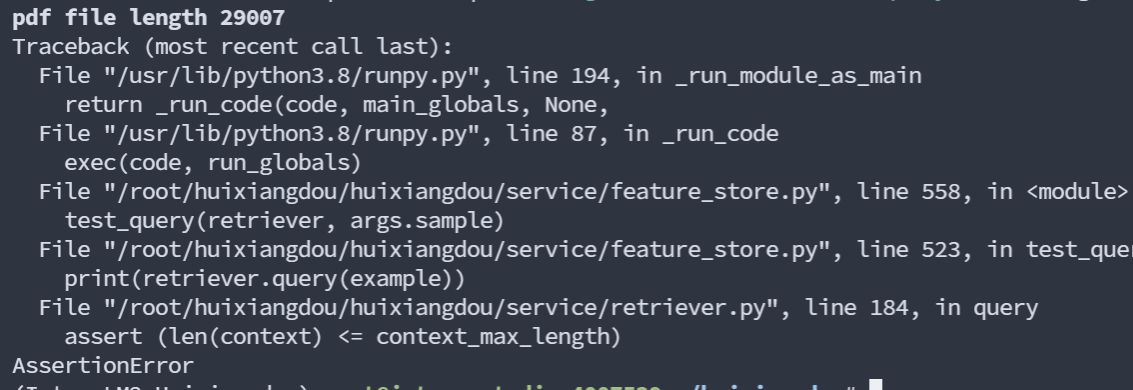 pdf file length 29007
Traceback (most recent call last):
  File "/usr/lib/python3.8/runpy.py", line 194, in _run_module_as_main
    return _run_code(code, main_globals, None,
  File "/usr/lib/python3.8/runpy.py", line 87, in _run_code
    exec(code, run_globals)
  File "/root/huixiangdou/huixiangdou/service/feature_store.py", line 558, in <module>
    test_query(retriever, args.sample)
  File "/root/huixiangdou/huixiangdou/service/feature_store.py", line 523, in test_que
    print(retriever.query(example))
  File "/root/huixiangdou/huixiangdou/service/retriever.py", line 184, in query
    assert (len(context) <= context_max_length)
AssertionError